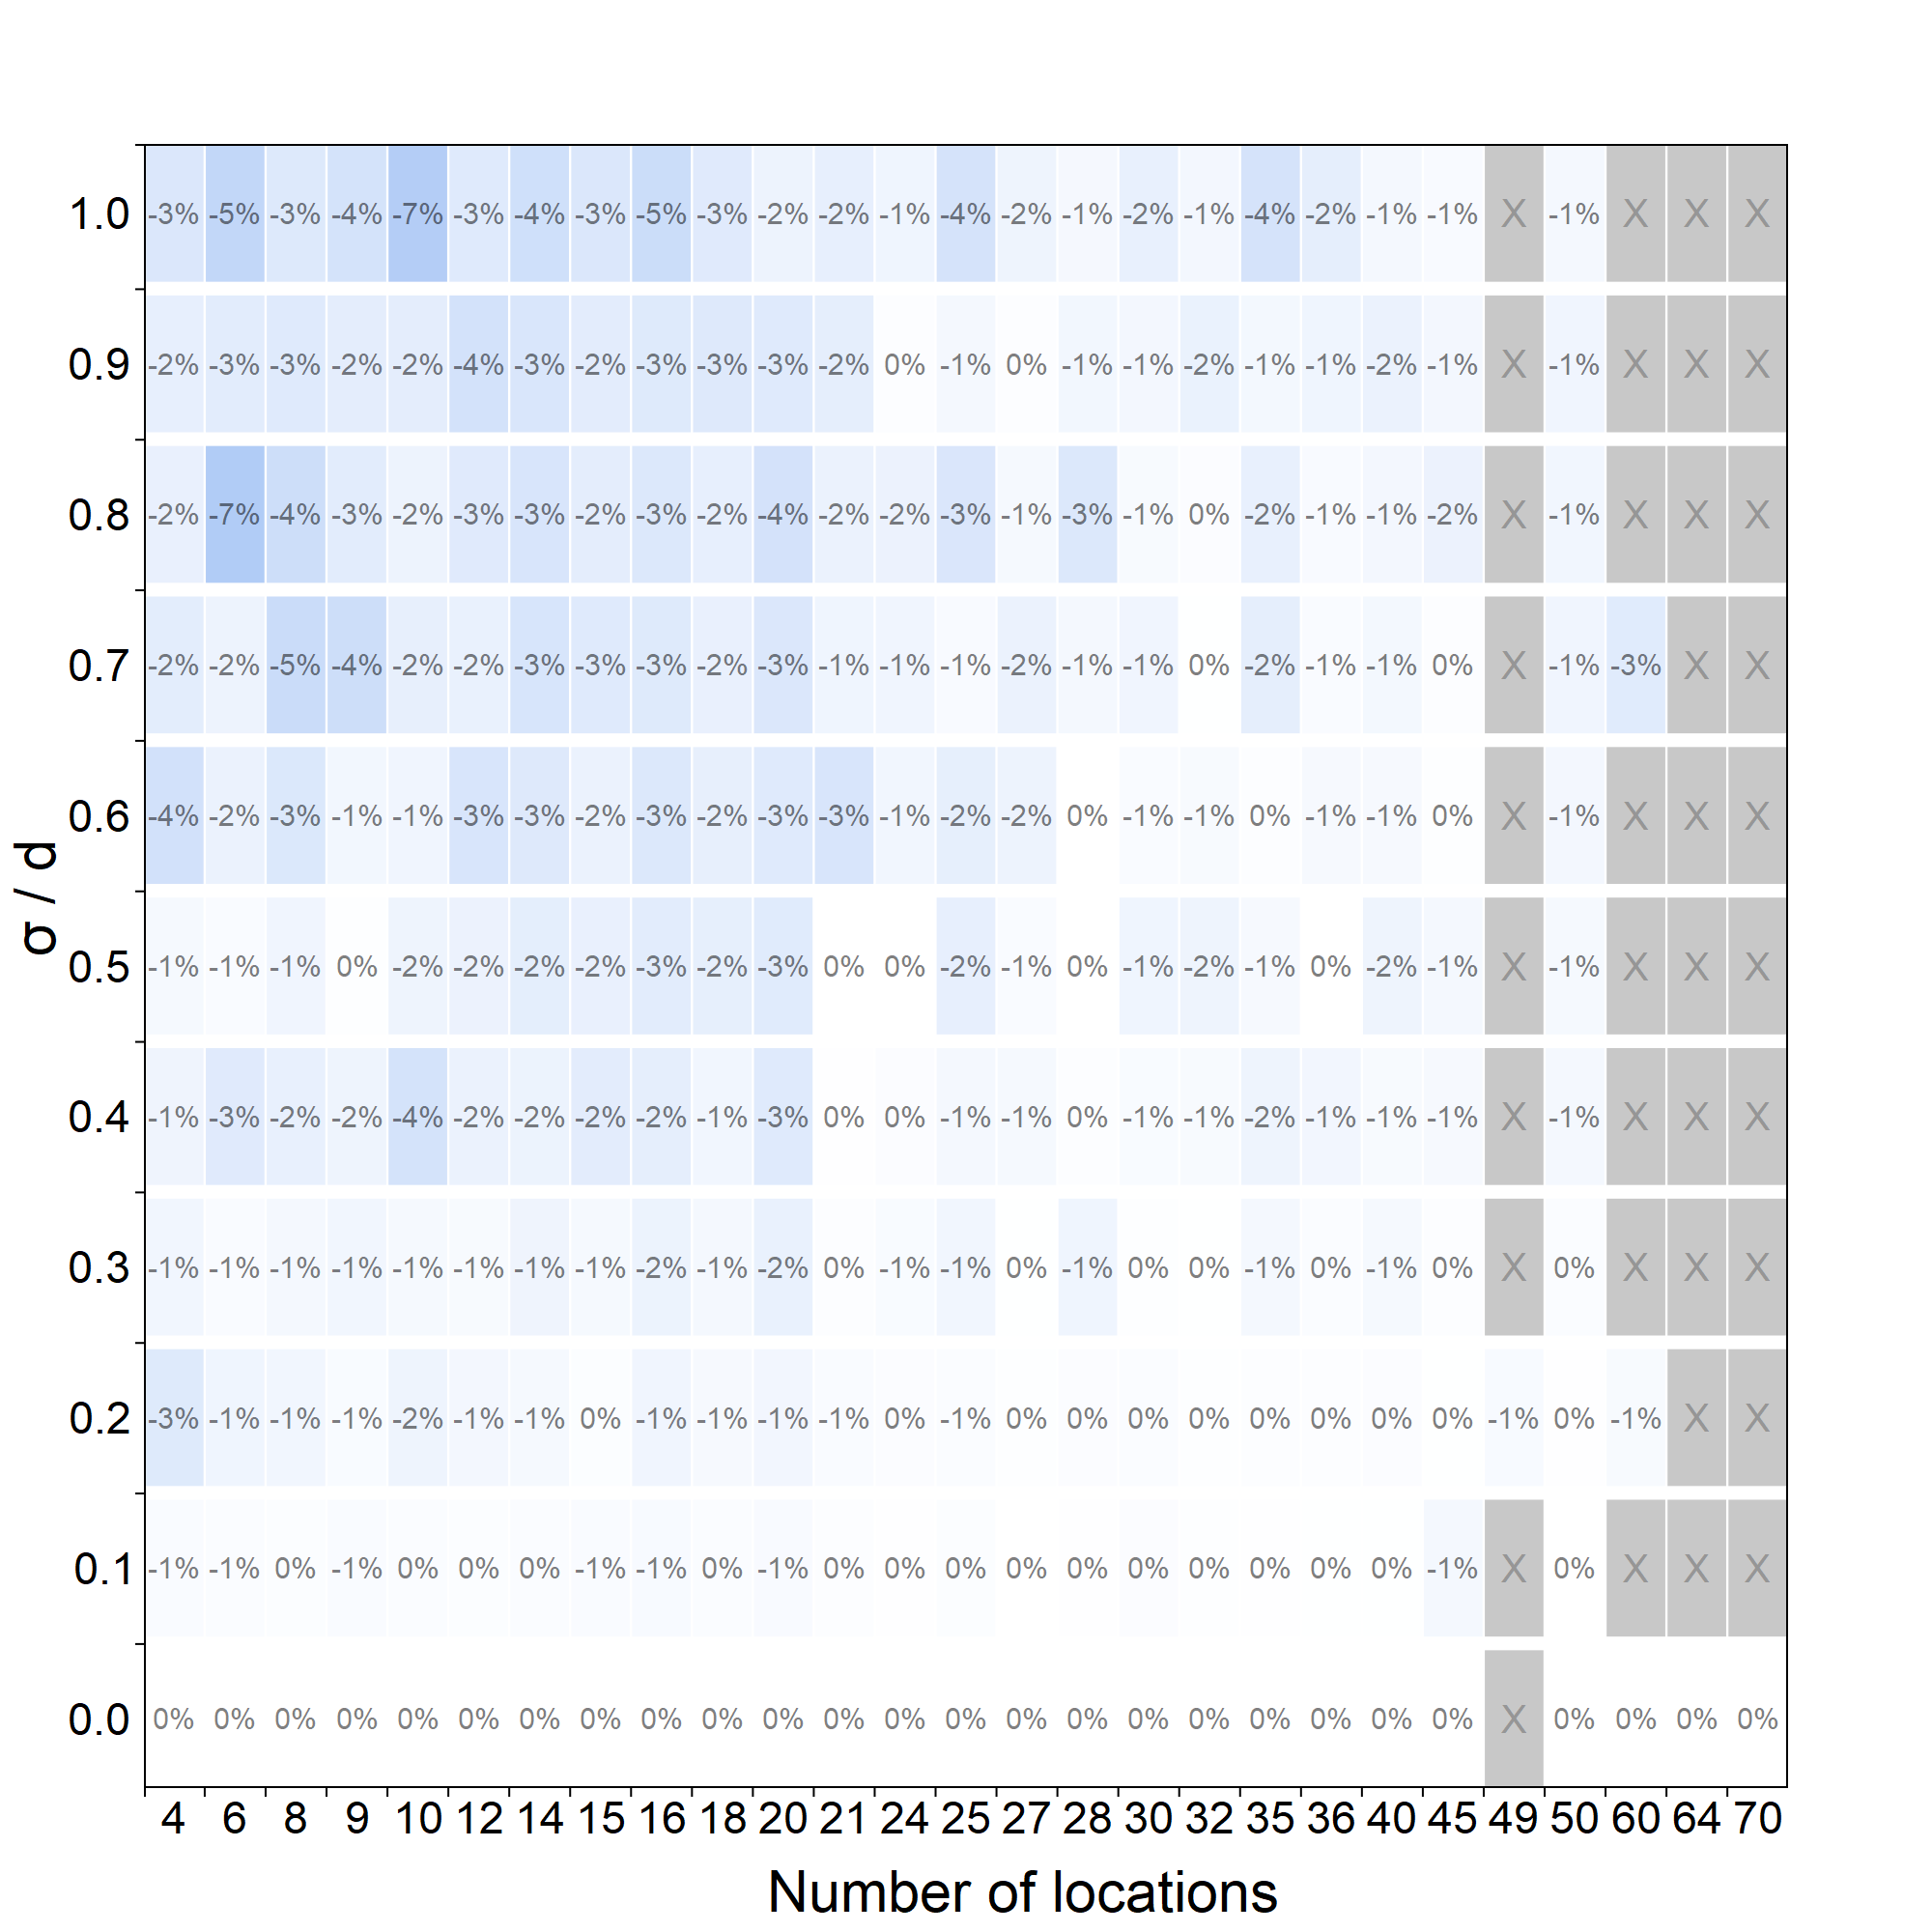 1.0 -3% -5% -3% -4% -7% -3% -4% -3% -5% -3% -2% -2% -1% -4% -2% -1% -2% -1% -4% -2% -1% -1% X -1% X X X
0.9 -2% -3% -3% -2% -2% -4% -3% -2% -3% -3% -3% -2% 0% -1% 0% -1% -1% -2% -1% -1% -2% -1% X -1% X X X
0.8 -2% -7% -4% -3% -2% -3% -3% -2% -3% -2% -4% -2% -2% -3% -1% -3% -1% 0% -2% -1% -1% -2% X -1% X X X
0.7 -2% -2% -5% -4% -2% -2% -3% -3% -3% -2% -3% -1% -1% -1% -2% -1% -1% 0% -2% -1% -1% 0% X -1% -3% X X
0.6 -4% -2% -3% -1% -1% -3% -3% -2% -3% -2% -3% -3% -1% -2% -2% 0% -1% -1% 0% -1% -1% 0% X -1% X X X
σ / d
0.5 -1% -1% -1% 0% -2% -2% -2% -2% -3% -2% -3% 0% 0% -2% -1% 0% -1% -2% -1% 0% -2% -1% X -1% X X X
0.4 -1% -3% -2% -2% -4% -2% -2% -2% -2% -1% -3% 0% 0% -1% -1% 0% -1% -1% -2% -1% -1% -1% X -1% X X X
0.3 -1% -1% -1% -1% -1% -1% -1% -1% -2% -1% -2% 0% -1% -1% 0% -1% 0% 0% -1% 0% -1% 0% X 0% X X X
0.2 -3% -1% -1% -1% -2% -1% -1% 0% -1% -1% -1% -1% 0% -1% 0% 0% 0% 0% 0% 0% 0% 0% -1% 0% -1% X X
0.1 -1% -1% 0% -1% 0% 0% 0% -1% -1% 0% -1% 0% 0% 0% 0% 0% 0% 0% 0% 0% 0% -1% X 0% X X X
0.0 0% 0% 0% 0% 0% 0% 0% 0% 0% 0% 0% 0% 0% 0% 0% 0% 0% 0% 0% 0% 0% 0% X 0% 0% 0% 0%
4 6 8 9 10 12 14 15 16 18 20 21 24 25 27 28 30 32 35 36 40 45 49 50 60 64 70
Number of locations